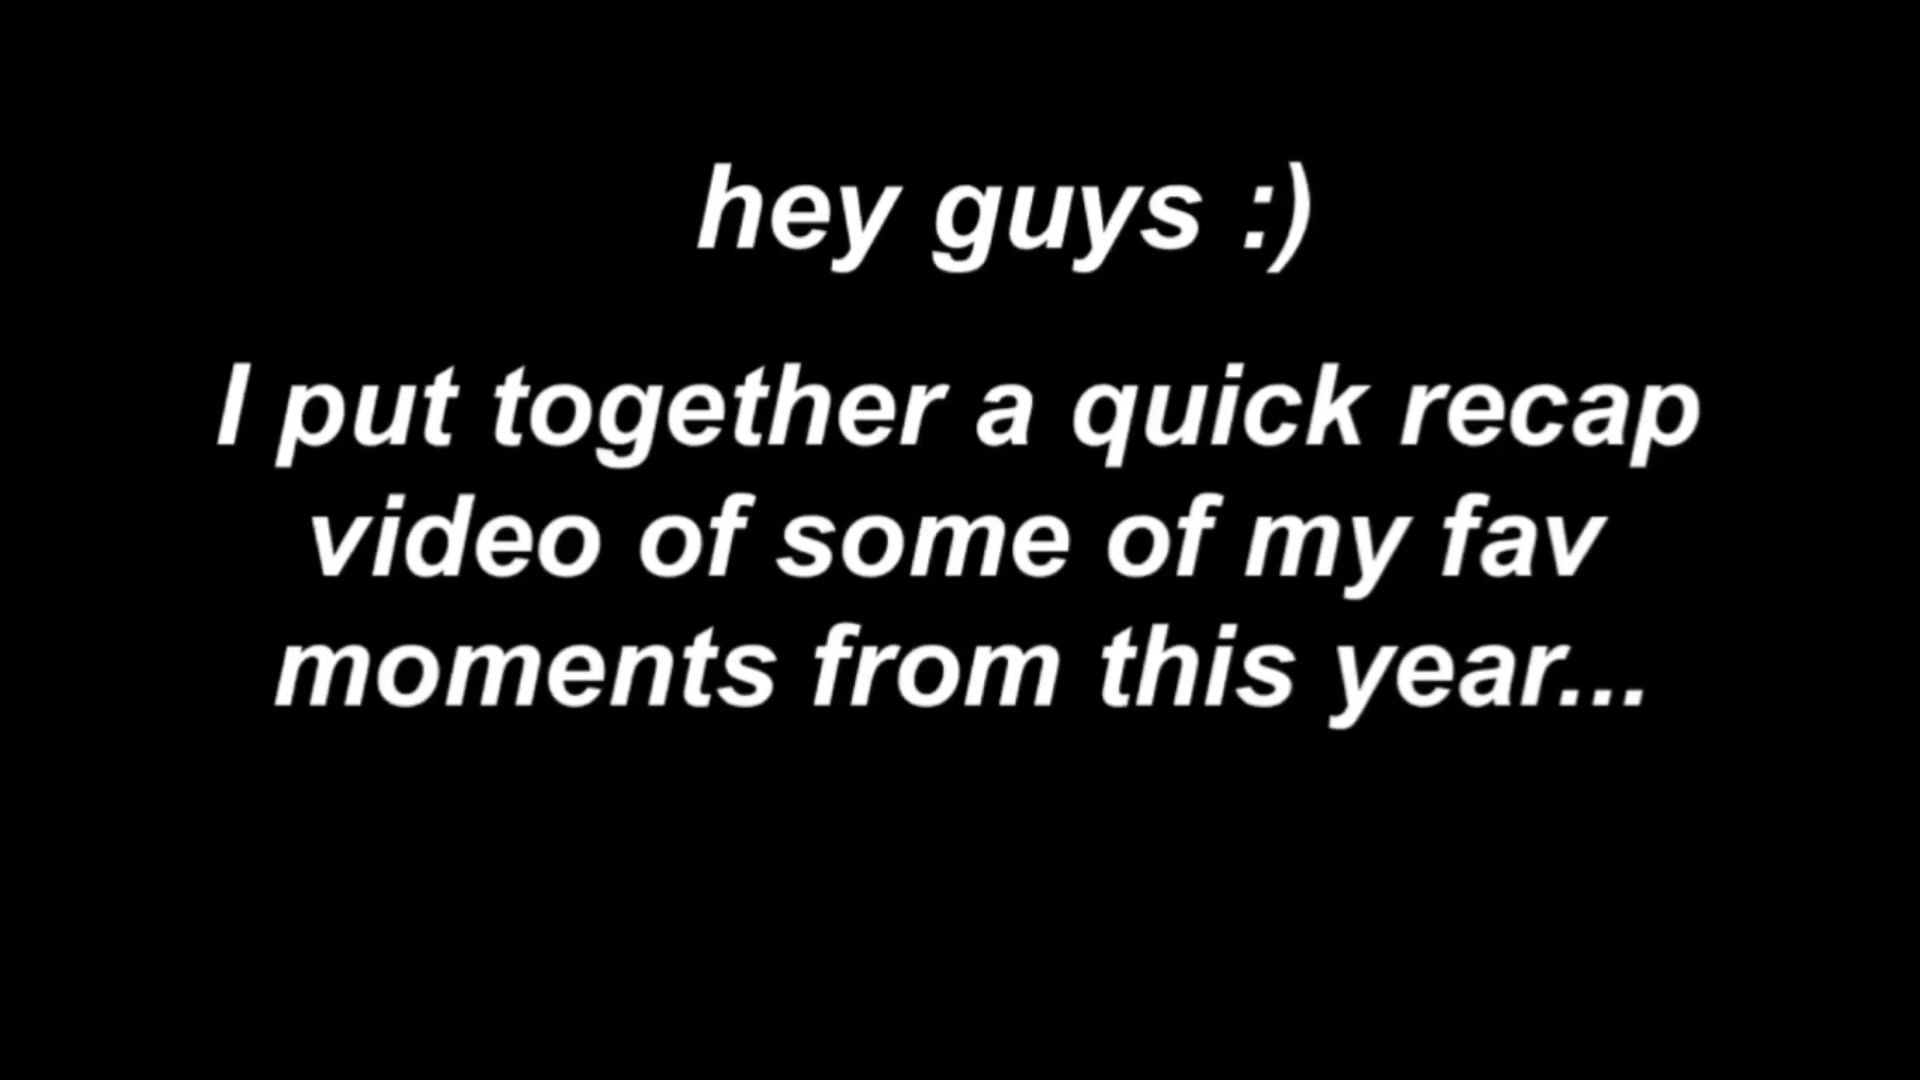 hey guys :)
I put together a quick recap
video of some of my fav
moments from this year...